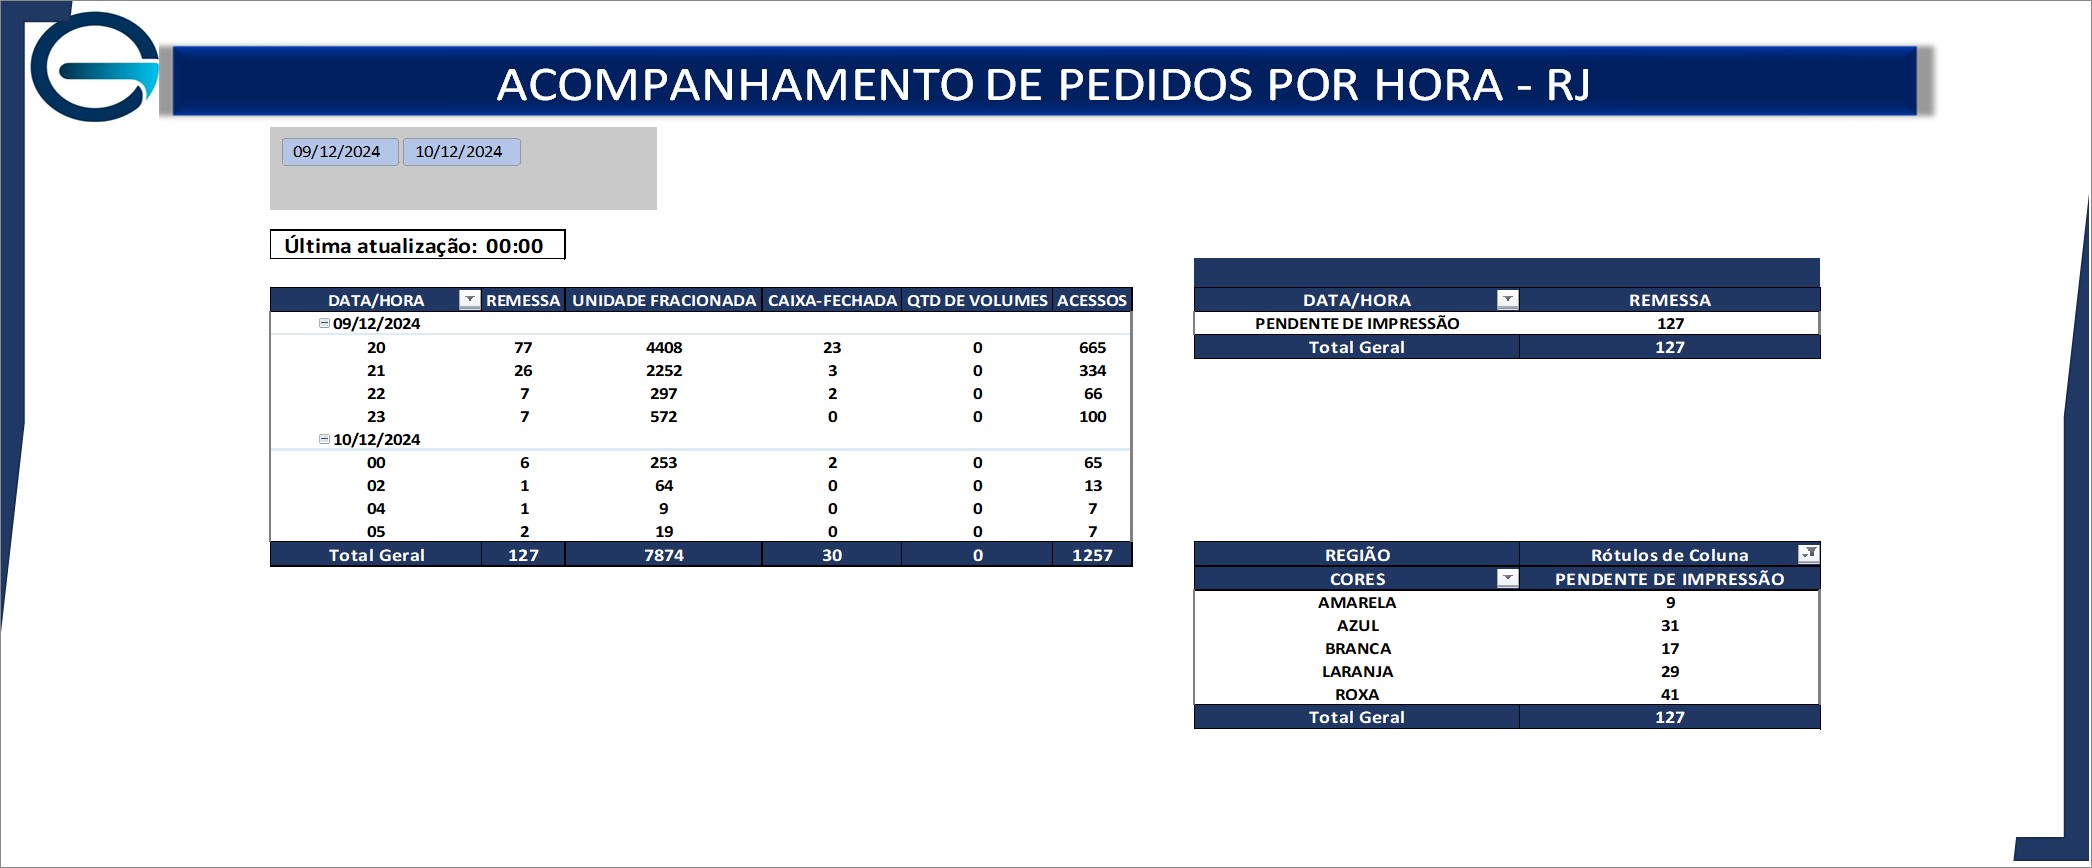 ACOMPANHAMENTO DE PEDIDOS POR HORA - RJ
09/12/2024 10/12/2024
Última atualização: 00:00
DATA/HORA REMESSA UNIDADE FRACIONADA CAIXA-FECHADA QTD DE VOLUMES ACESSOS
09/12/2024
20 77 4408 23 0 665
21 26 2252 3 0 334
22 7 297 2 0 66
23 7 572 0 0 100
10/12/2024
00 6 253 2 0 65
02 1 64 0 0 13
04 1 9 0 0 7
05 2 19 0 0 7
Total Geral 127 7874 30 0 1257
DATA/HORA REMESSA
PENDENTE DE IMPRESSÃO 127
Total Geral 127
REGIÃO Rótulos de Coluna
CORES PENDENTE DE IMPRESSÃO
AMARELA 9
AZUL 31
BRANCA 17
LARANJA 29
ROXA 41
Total Geral 127